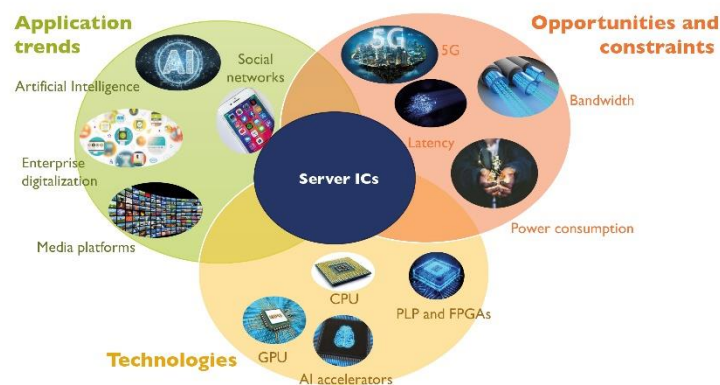 Application
trends
Opportunities and
constraints
AI
Social
networks
Artificial Intelligence
Enterprise
digitalization
Media platforms
5G
5G
Bandwidth
Latency
Power consumption
Server ICs
CPU
PLP and FPGAs
GPU
AI accelerators
Technologies